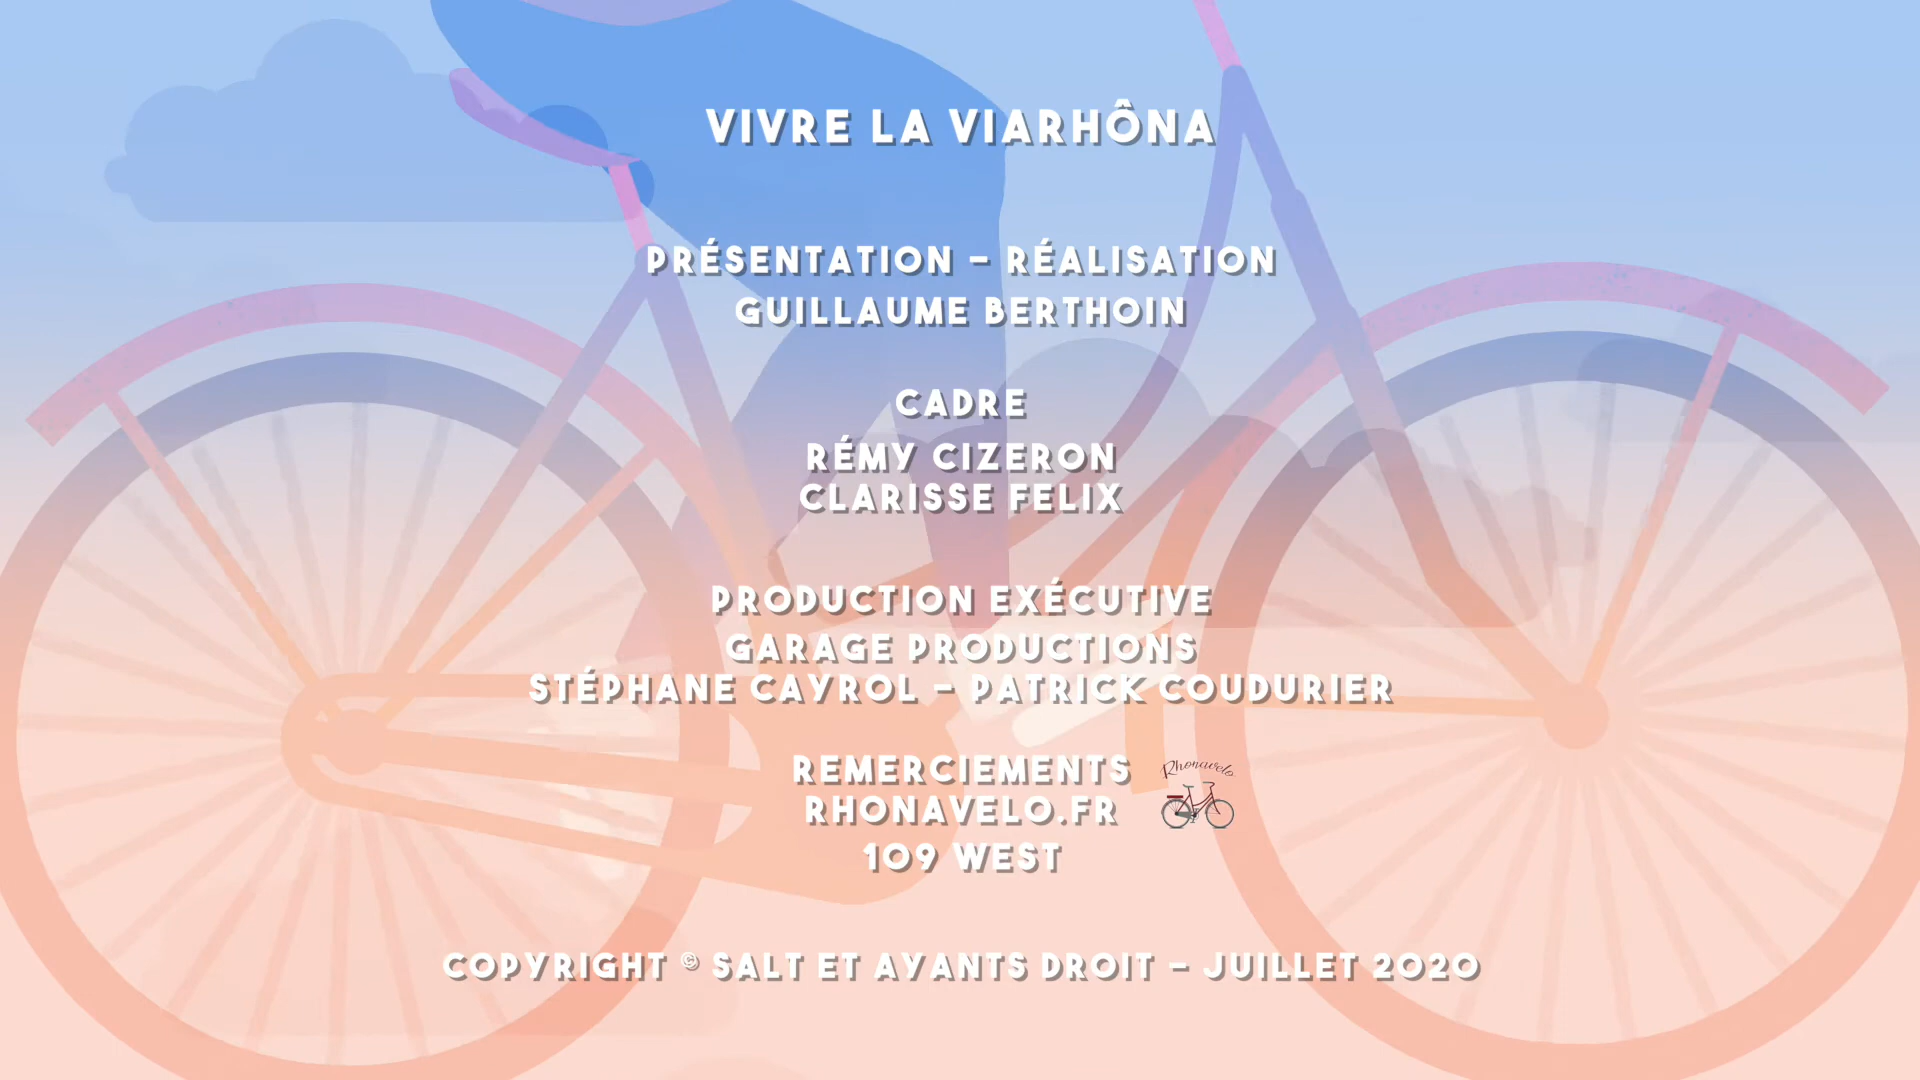 VIVRE LA VIARHÔNA
PRÉSENTATION - RÉALISATION
GUILLAUME BERTHOIN
CADRE
RÉMY CIZERON
CLARISSE FELIX
PRODUCTION EXÉCUTIVE
GARAGE PRODUCTIONS
STÉPHANE CAYROL - PATRICK COUDURIER
REMERCIEMENTS
Rhonavelo
RHONAVELO.FR
109 WEST
COPYRIGHT © SALT ET AYANTS DROIT - JUILLET 2020